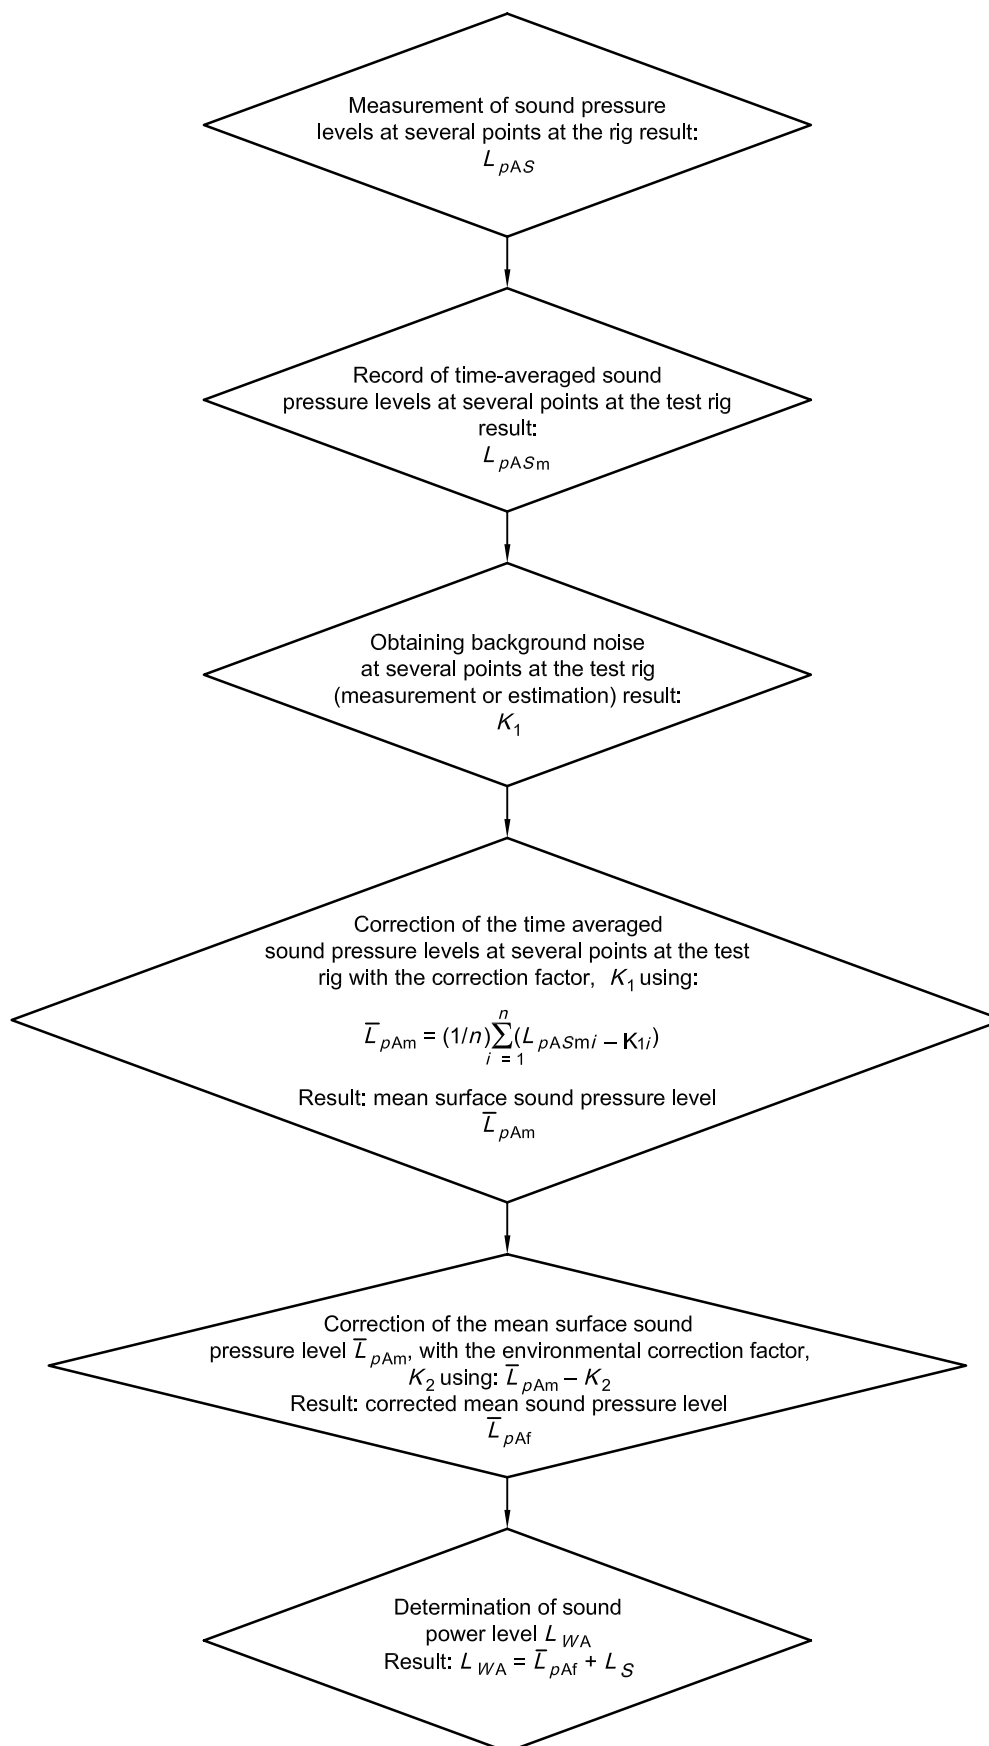 Measurement of sound pressure
levels at several points at the rig result:
L pAS
Record of time-averaged sound
pressure levels at several points at the test rig
result:
L pASm
Obtaining background noise
at several points at the test rig
(measurement or estimation) result:
K1
Correction of the time averaged
sound pressure levels at several points at the test
rig with the correction factor, K1 using:
L̅pAm = (1/n) ∑ i = 1 n (L pASmi – K1i)
Result: mean surface sound pressure level
L̅pAm
Correction of the mean surface sound
pressure level L̅pAm, with the environmental correction factor,
K2 using: L̅pAm – K2
Result: corrected mean sound pressure level
L̅pAf
Determination of sound
power level LWA
Result: LWA = L̅pAf + LS